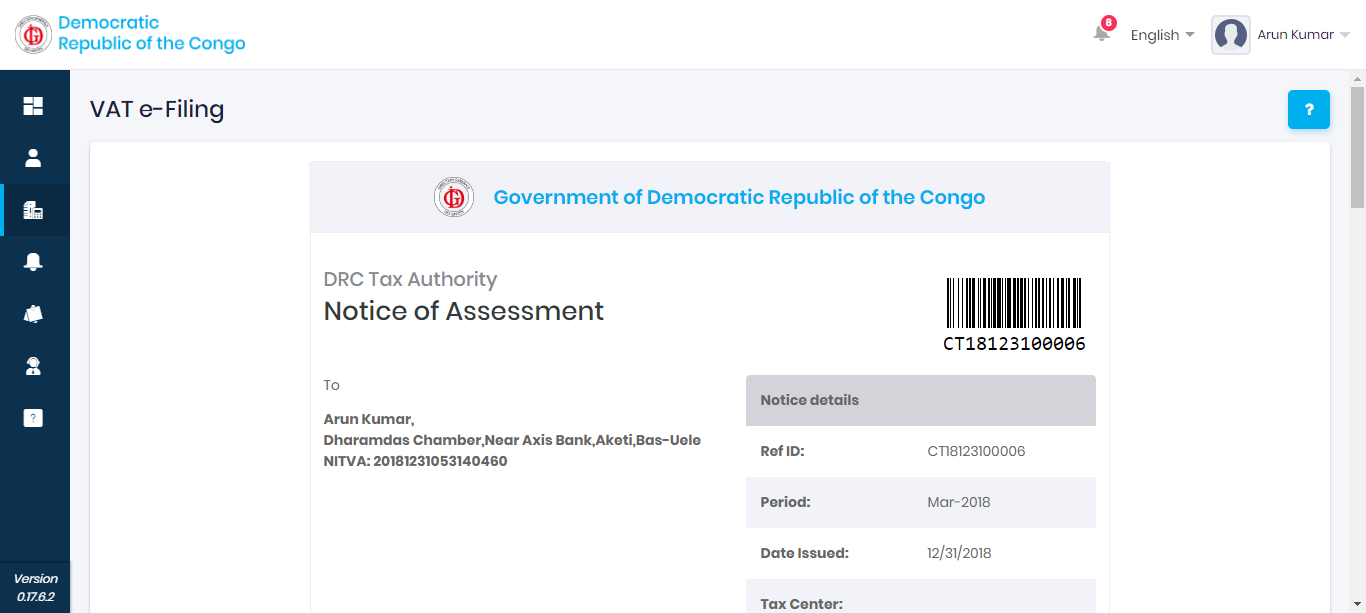 Democratic
Republic of the Congo
8
English
Arun Kumar
VAT e-Filing
?
Government of Democratic Republic of the Congo
DRC Tax Authority
Notice of Assessment
CT18123100006
To
Arun Kumar,
Dharamdas Chamber,Near Axis Bank,Aketi,Bas-Uele
NITVA: 20181231053140460
Notice details
Ref ID: CT18123100006
Period: Mar-2018
Date Issued: 12/31/2018
Tax Center:
?
Version
0.17.6.2